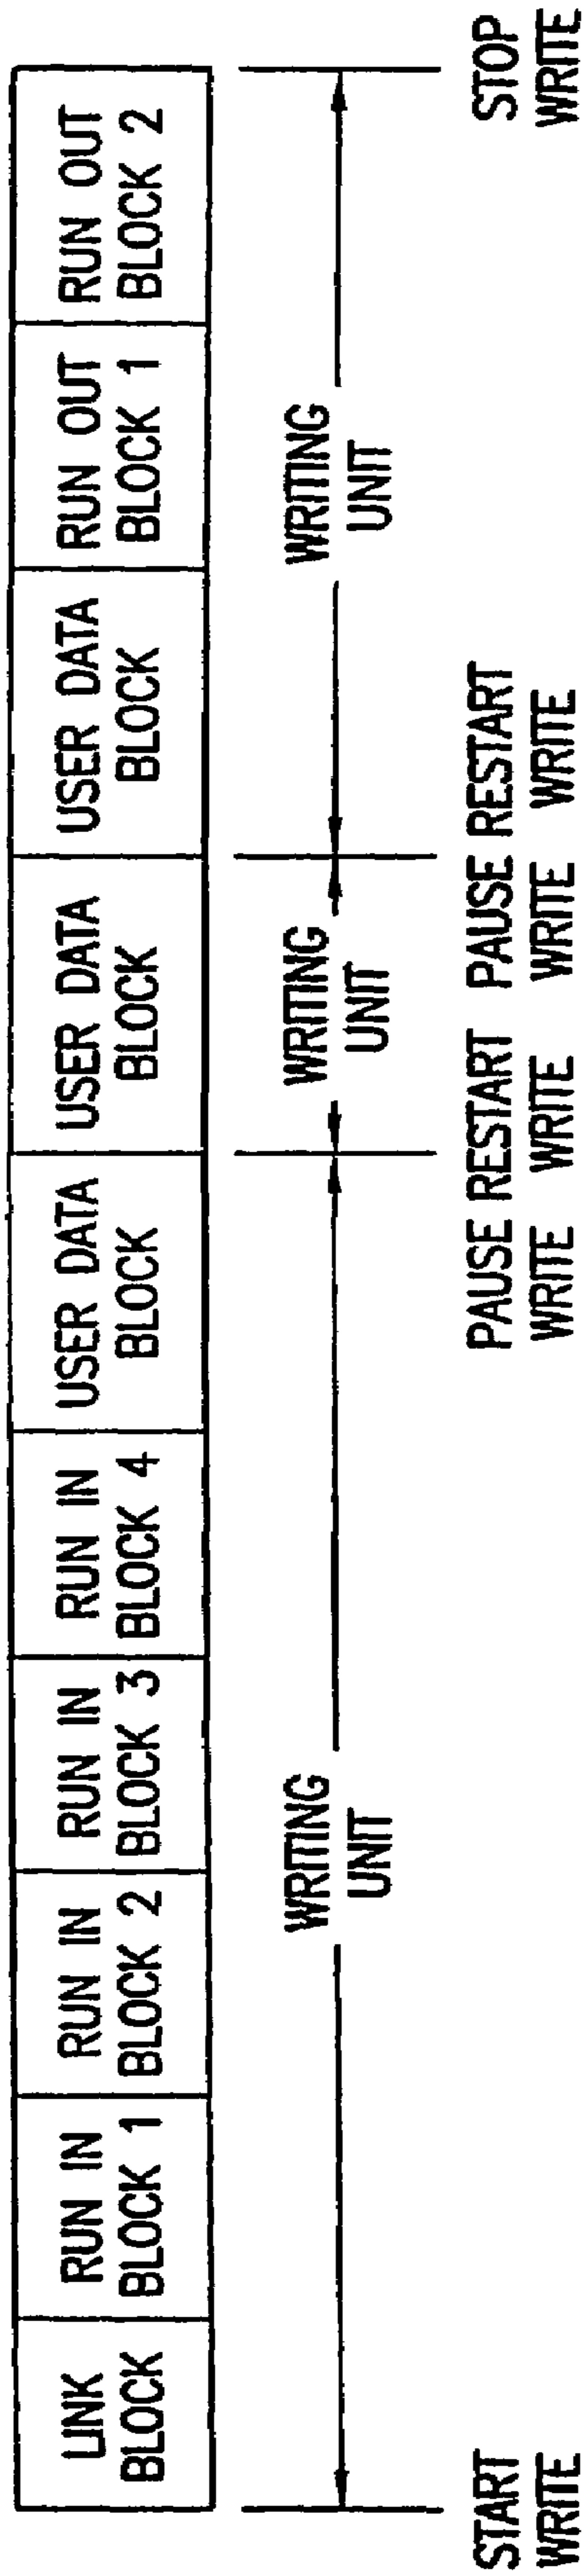 LINK
BLOCK
RUN IN
BLOCK 1
RUN IN
BLOCK 2
RUN IN
BLOCK 3
RUN IN
BLOCK 4
USER DATA
BLOCK
USER DATA
BLOCK
USER DATA
BLOCK
RUN OUT
BLOCK 1
RUN OUT
BLOCK 2
WRITING
UNIT
WRITING
UNIT
WRITING
UNIT
START
WRITE
PAUSE
WRITE
RESTART
WRITE
PAUSE
WRITE
RESTART
WRITE
STOP
WRITE